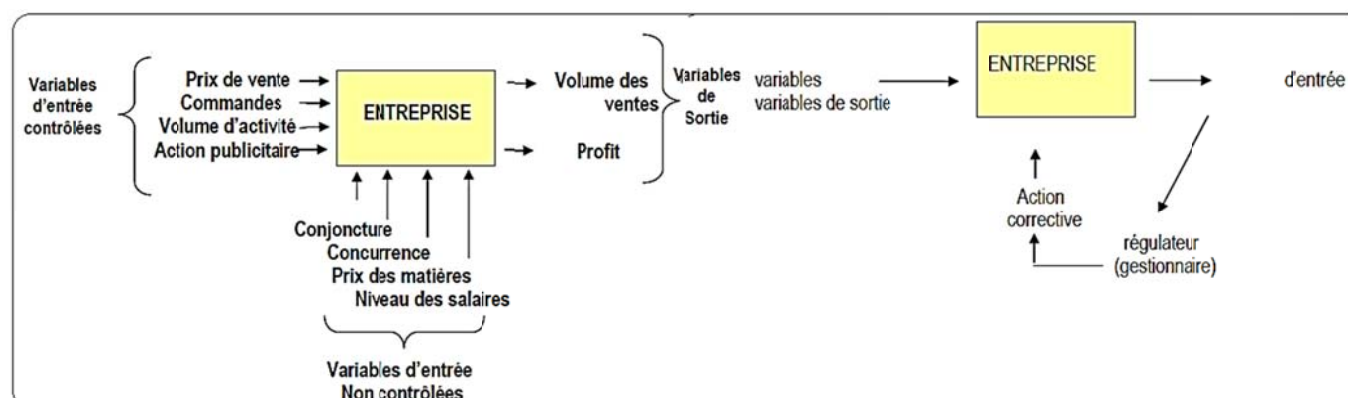 Variables
d'entrée
contrôlées
Prix de vente
Commandes
Volume d'activité
Action publicitaire
ENTREPRISE
Volume des
ventes
Profit
Variables
de
Sortie
Conjoncture
Concurrence
Prix des matières
Niveau des salaires
Variables d'entrée
Non contrôlées
variables
variables de sortie
ENTREPRISE
d'entrée
Action
corrective
régulateur
(gestionnaire)